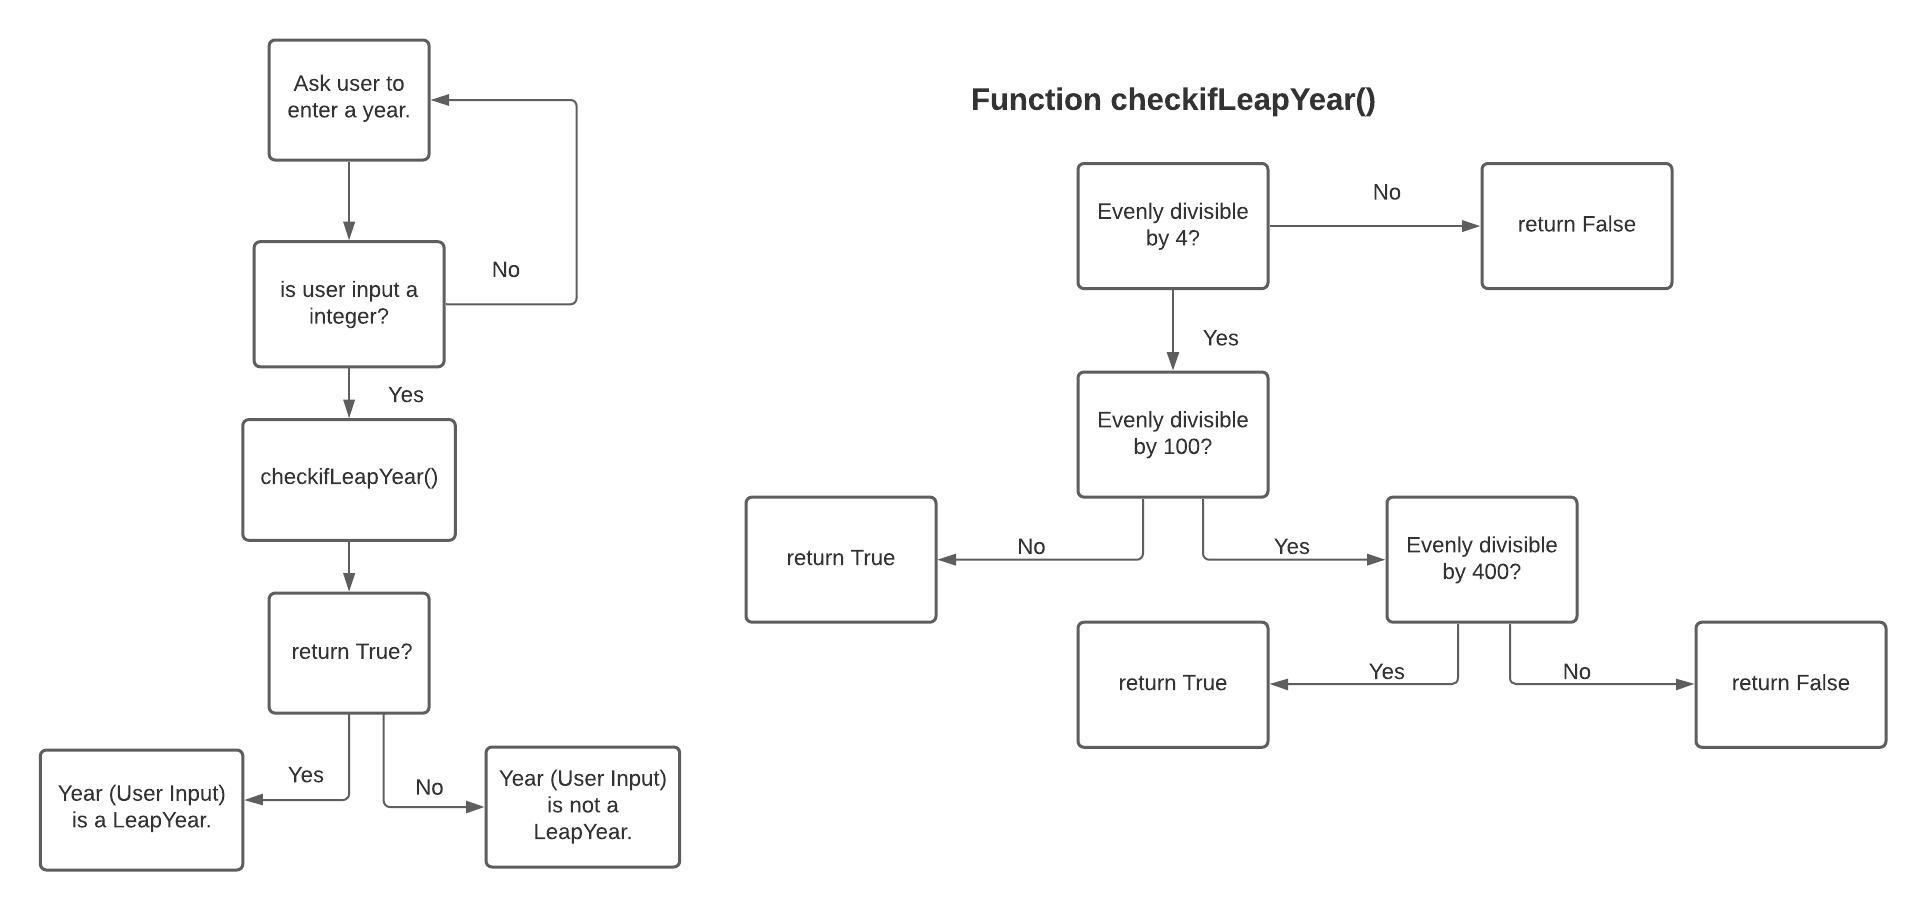 Ask user to
enter a year.
is user input a
integer?
No
Yes
checkifLeapYear()
return True?
Yes
No
Year (User Input)
is a LeapYear.
Year (User Input)
is not a
LeapYear.
Function checkifLeapYear()
Evenly divisible
by 4?
No
return False
Yes
Evenly divisible
by 100?
No
return True
Yes
Evenly divisible
by 400?
Yes
return True
No
return False